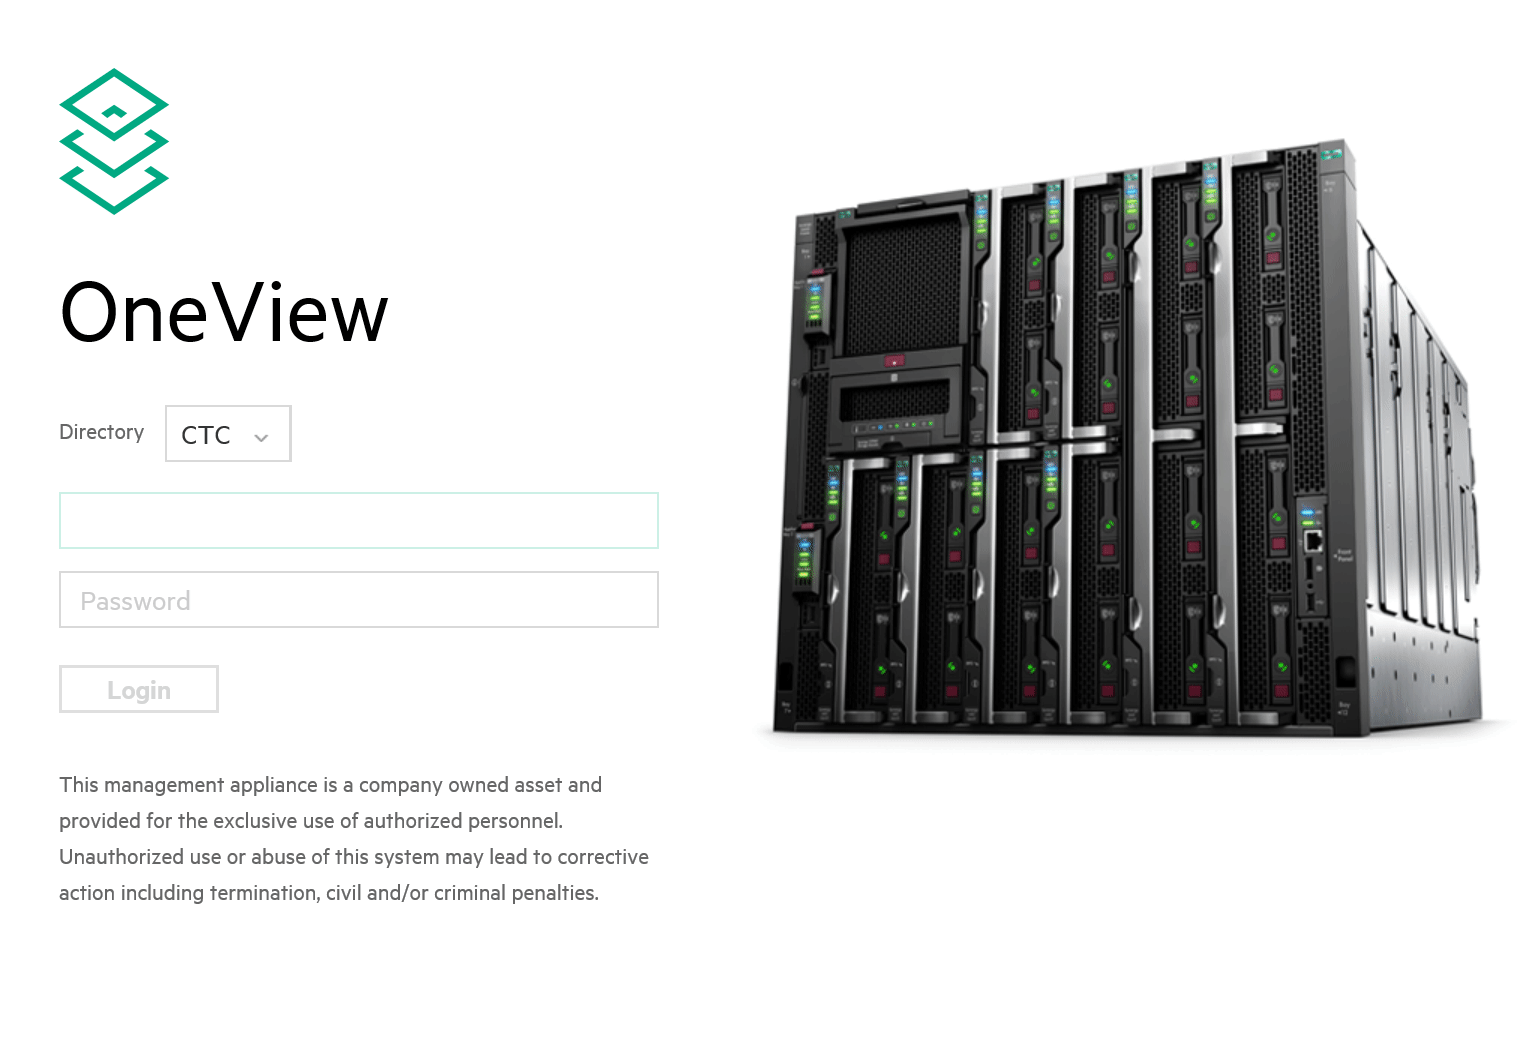 OneView
Directory
CTC
Password
Login
This management appliance is a company owned asset and
provided for the exclusive use of authorized personnel.
Unauthorized use or abuse of this system may lead to corrective
action including termination, civil and/or criminal penalties.